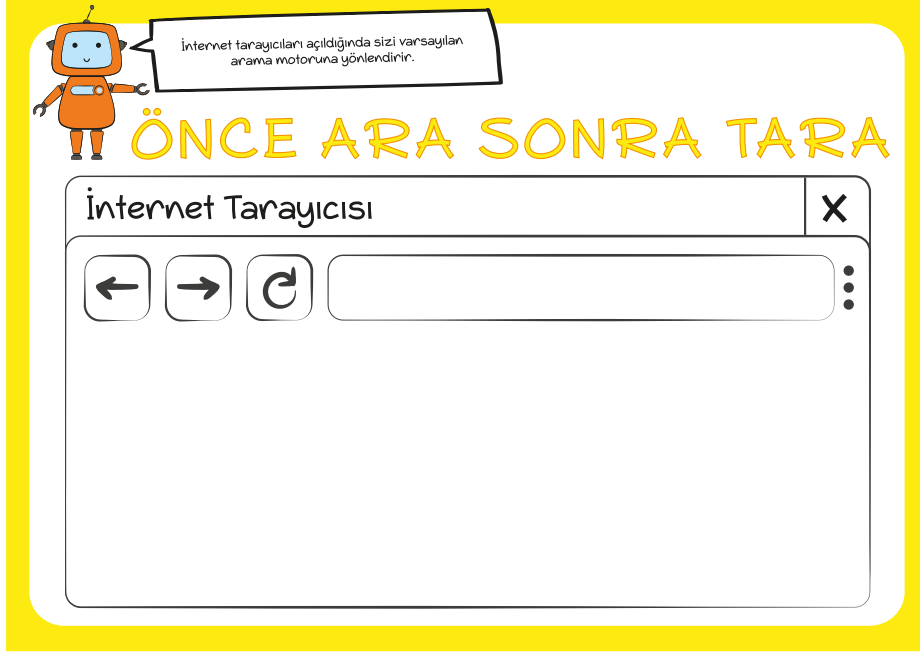 İnternet tarayıcıları açıldığında sizi varsayılan
arama motoruna yönlendirir.
ÖNCE ARA SONRA TARA
İnternet Tarayıcısı X